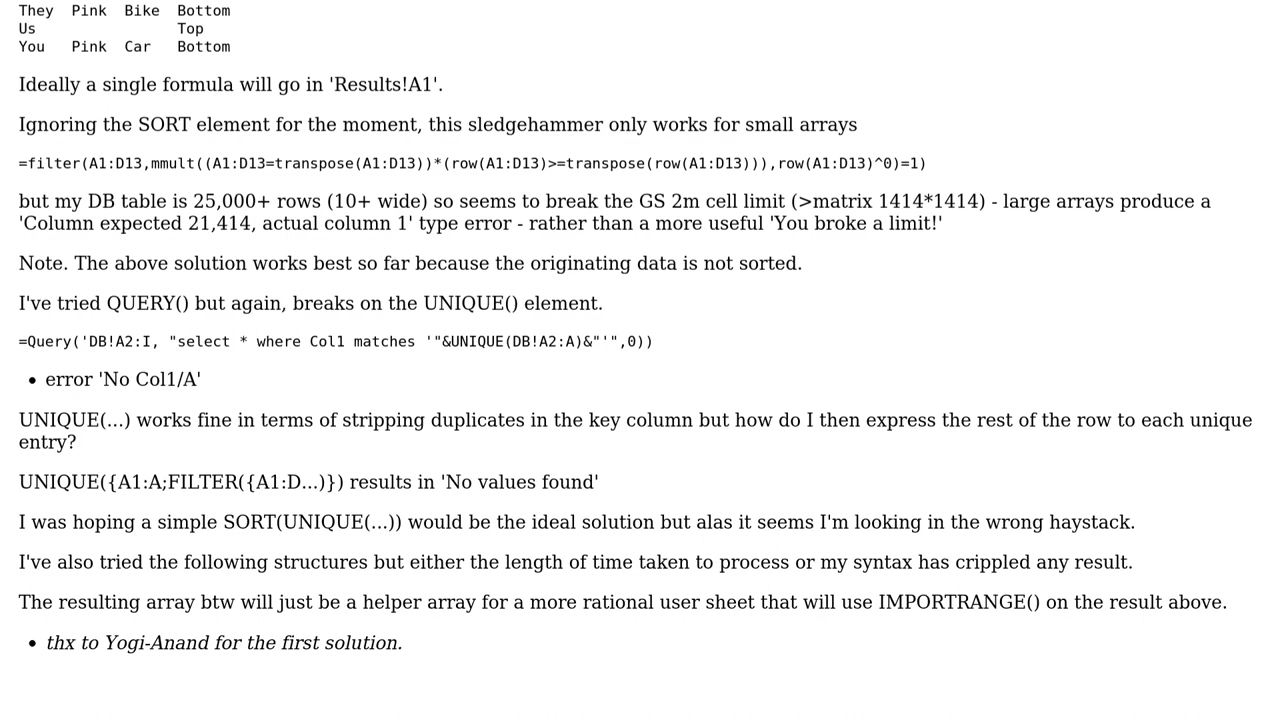 They  Pink  Bike  Bottom
Us                Top
You   Pink  Car   Bottom
Ideally a single formula will go in 'Results!A1'.
Ignoring the SORT element for the moment, this sledgehammer only works for small arrays
=filter(A1:D13,mmult((A1:D13=transpose(A1:D13))*(row(A1:D13)>=transpose(row(A1:D13))),row(A1:D13)^0)=1)
but my DB table is 25,000+ rows (10+ wide) so seems to break the GS 2m cell limit (>matrix 1414*1414) - large arrays produce a
'Column expected 21,414, actual column 1' type error - rather than a more useful 'You broke a limit!'
Note. The above solution works best so far because the originating data is not sorted.
I've tried QUERY() but again, breaks on the UNIQUE() element.
=Query('DB!A2:I, "select * where Col1 matches '"&UNIQUE(DB!A2:A)&"'",0))
• error 'No Col1/A'
UNIQUE(...) works fine in terms of stripping duplicates in the key column but how do I then express the rest of the row to each unique
entry?
UNIQUE({A1:A;FILTER({A1:D...)}) results in 'No values found'
I was hoping a simple SORT(UNIQUE(...)) would be the ideal solution but alas it seems I'm looking in the wrong haystack.
I've also tried the following structures but either the length of time taken to process or my syntax has crippled any result.
The resulting array btw will just be a helper array for a more rational user sheet that will use IMPORTRANGE() on the result above.
• thx to Yogi-Anand for the first solution.